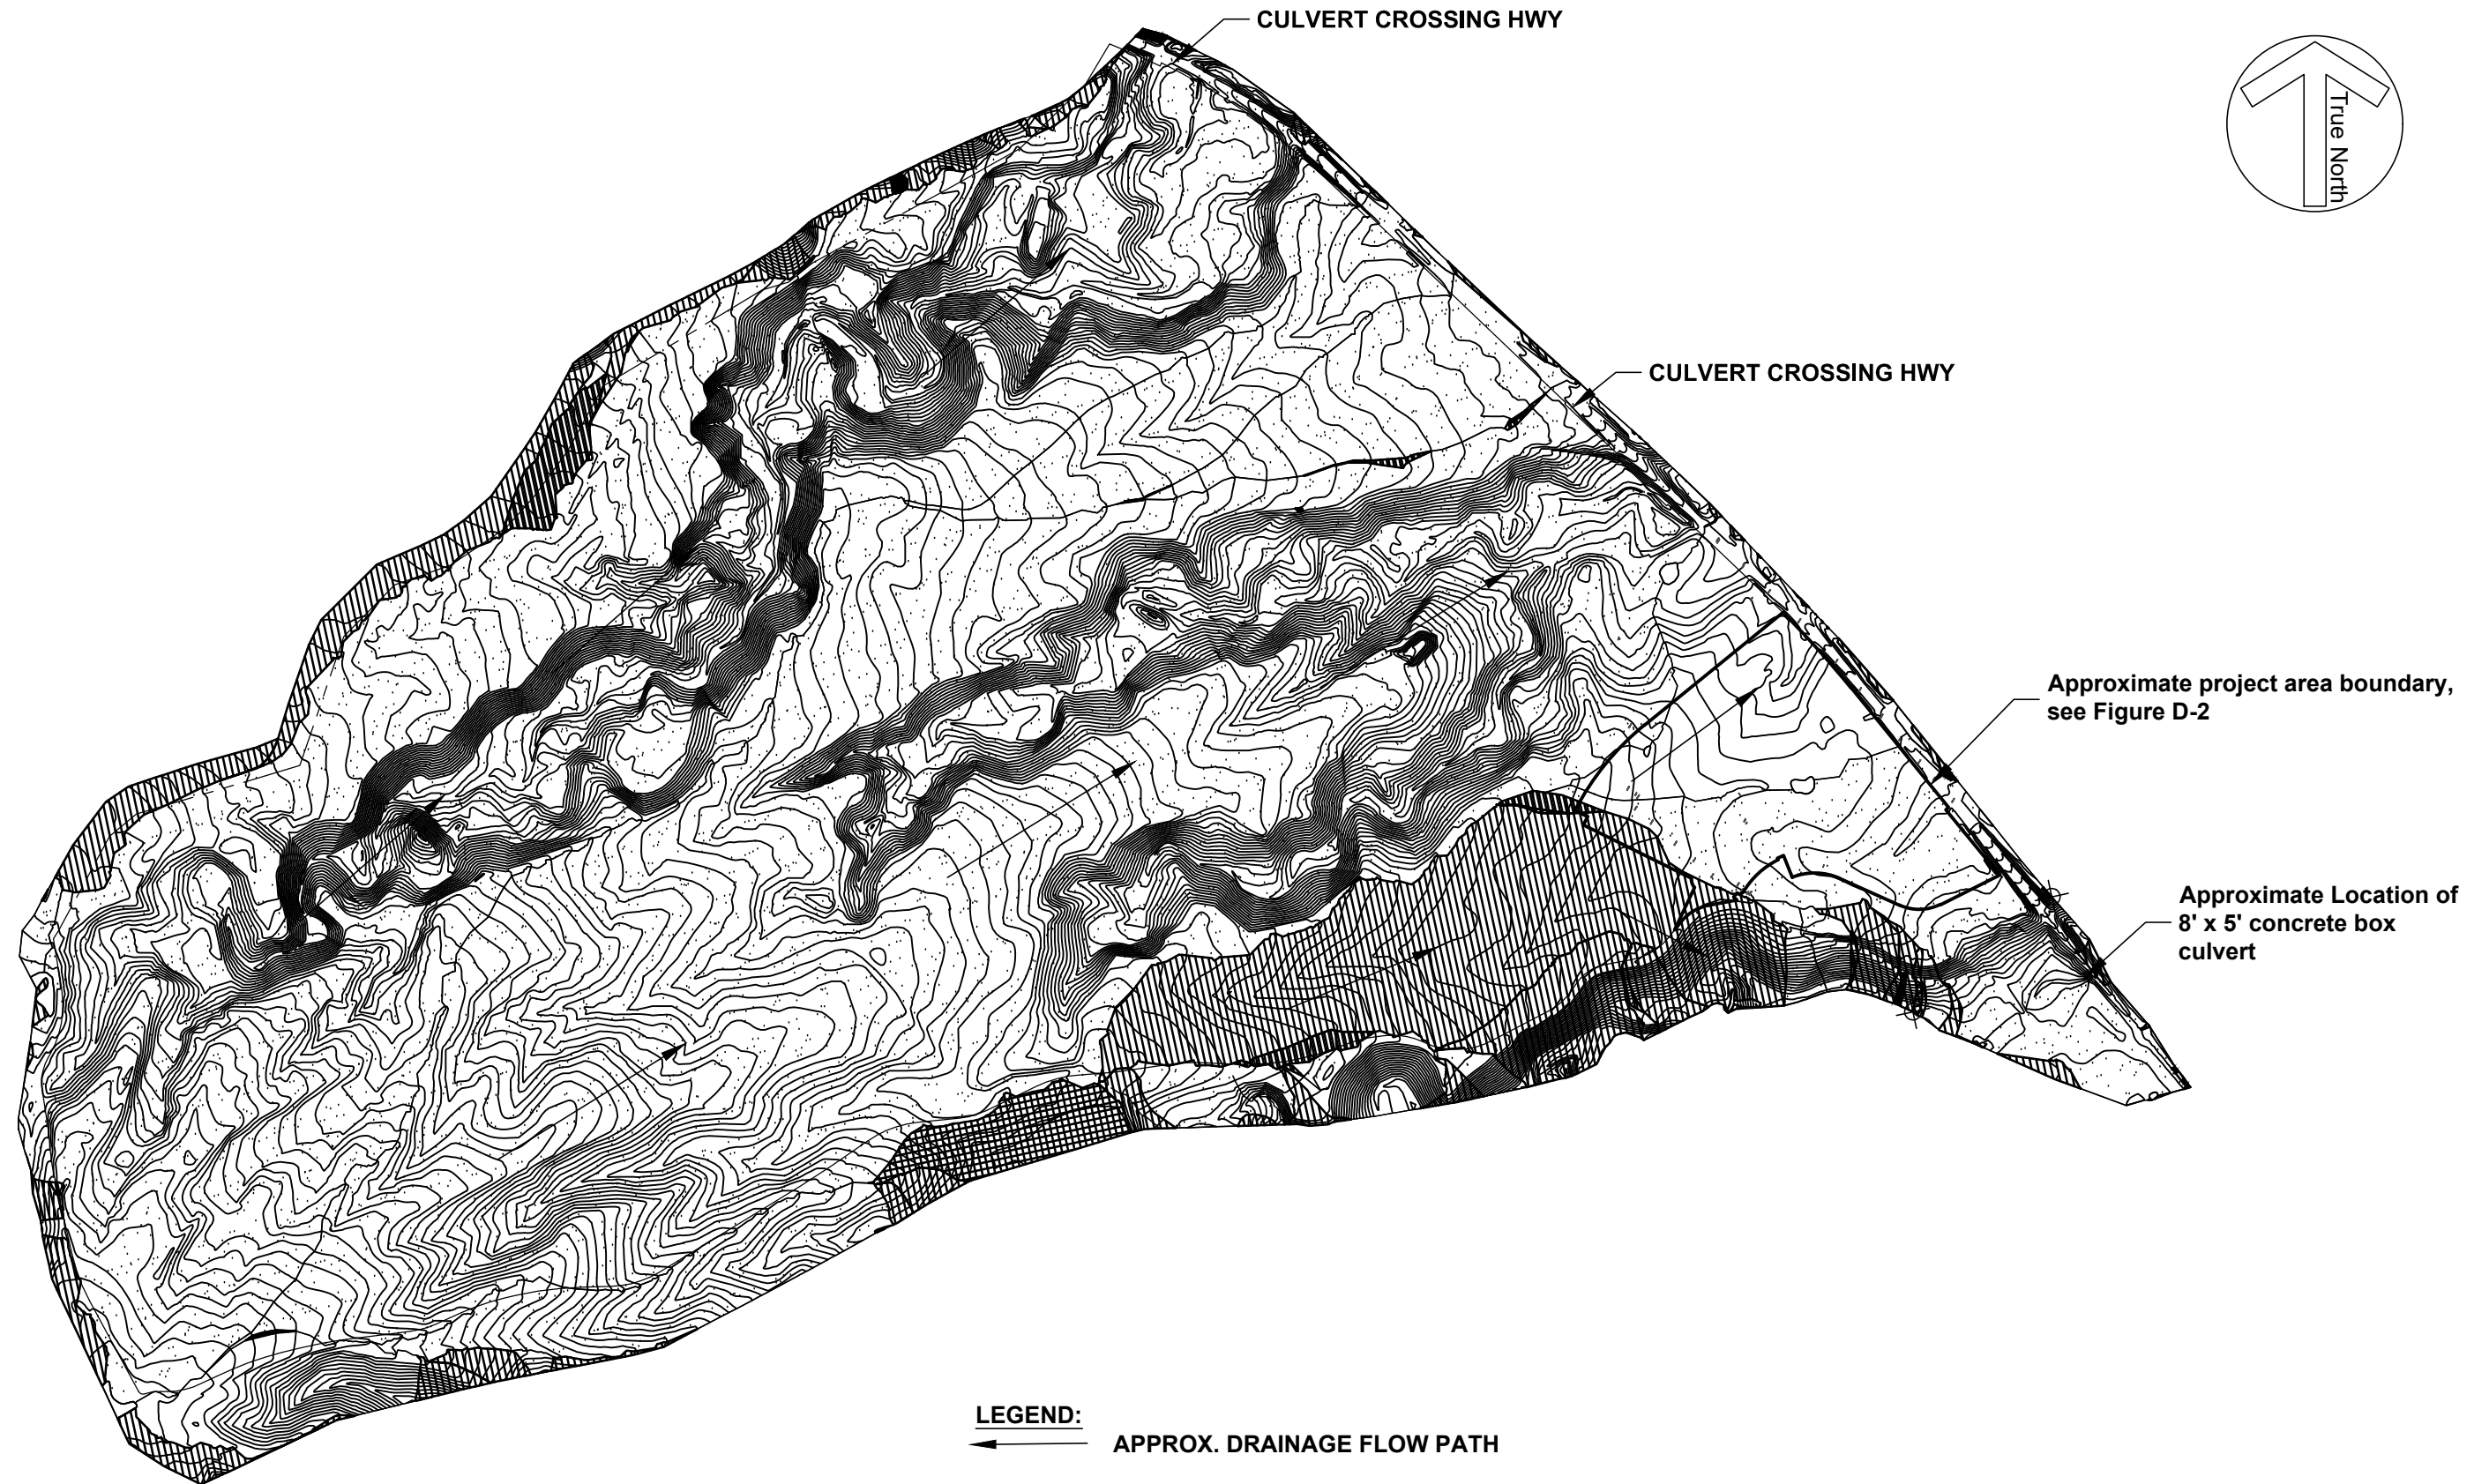 CULVERT CROSSING HWY
True North
CULVERT CROSSING HWY
Approximate project area boundary,
see Figure D-2
Approximate Location of
8' x 5' concrete box
culvert
LEGEND:
APPROX. DRAINAGE FLOW PATH